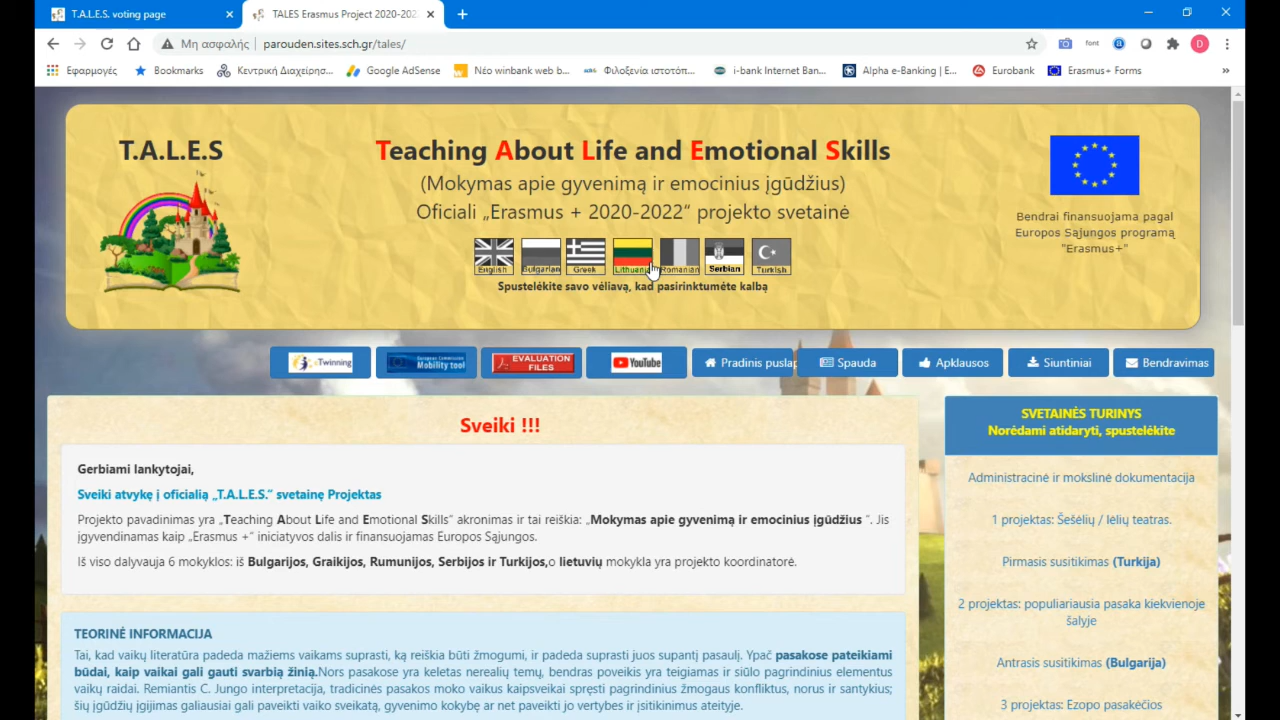 T.A.L.E.S. voting page
TALES Erasmus Project 2020-202
Μη ασφαλής
parouden.sites.sch.gr/tales/
font
a
D
Εφαρμογές
Bookmarks
Κεντρική Διαχείρησ...
Google AdSense
Νέο winbank web b...
Φιλοξενία ιστοτόπ...
i-bank Internet Ban...
Alpha e-Banking | E...
Eurobank
Erasmus+ Forms
»
T.A.L.E.S
Teaching About Life and Emotional Skills
(Mokymas apie gyvenimą ir emocinius įgūdžius)
Oficiali „Erasmus + 2020-2022“ projekto svetainė
English
Bulgarian
Greek
Lithuania
Romanian
Serbian
Turkish
Spustelėkite savo vėliavą, kad pasirinktumėte kalbą
Bendrai finansuojama pagal
Europos Sąjungos programą
"Erasmus+"
eTwinning
European Commission
Mobility tool
EVALUATION
FILES
YouTube
Pradinis puslap
Spauda
Apklausos
Siuntiniai
Bendravimas
Sveiki !!!
Gerbiami lankytojai,
Sveiki atvykę į oficialią „T.A.L.E.S.“ svetainę Projektas
Projekto pavadinimas yra „Teaching About Life and Emotional Skills“ akronimas ir tai reiškia: „Mokymas apie gyvenimą ir emocinius įgūdžius “. Jis
įgyvendinamas kaip „Erasmus +“ iniciatyvos dalis ir finansuojamas Europos Sąjungos.
Iš viso dalyvauja 6 mokyklos: iš Bulgarijos, Graikijos, Rumunijos, Serbijos ir Turkijos,o lietuvių mokykla yra projekto koordinatorė.
TEORINĖ INFORMACIJA
Tai, kad vaikų literatūra padeda mažiems vaikams suprasti, ką reiškia būti žmogumi, ir padeda suprasti juos supantį pasaulį. Ypač pasakose pateikiami
būdai, kaip vaikai gali gauti svarbią žinią.Nors pasakose yra keletas nerealių temų, bendras poveikis yra teigiamas ir siūlo pagrindinius elementus
vaikų raidai. Remiantis C. Jungo interpretacija, tradicinės pasakos moko vaikus kaipsveikai spręsti pagrindinius žmogaus konfliktus, norus ir santykius;
šių įgūdžių įgijimas galiausiai gali paveikti vaiko sveikatą, gyvenimo kokybę ar net paveikti jo vertybes ir įsitikinimus ateityje.
SVETAINĖS TURINYS
Norėdami atidaryti, spustelėkite
Administracinė ir mokslinė dokumentacija
1 projektas: Šešėlių / lėlių teatras.
Pirmasis susitikimas (Turkija)
2 projektas: populiariausia pasaka kiekvienoje
šalyje
Antrasis susitikimas (Bulgarija)
3 projektas: Ezopo pasakėčios